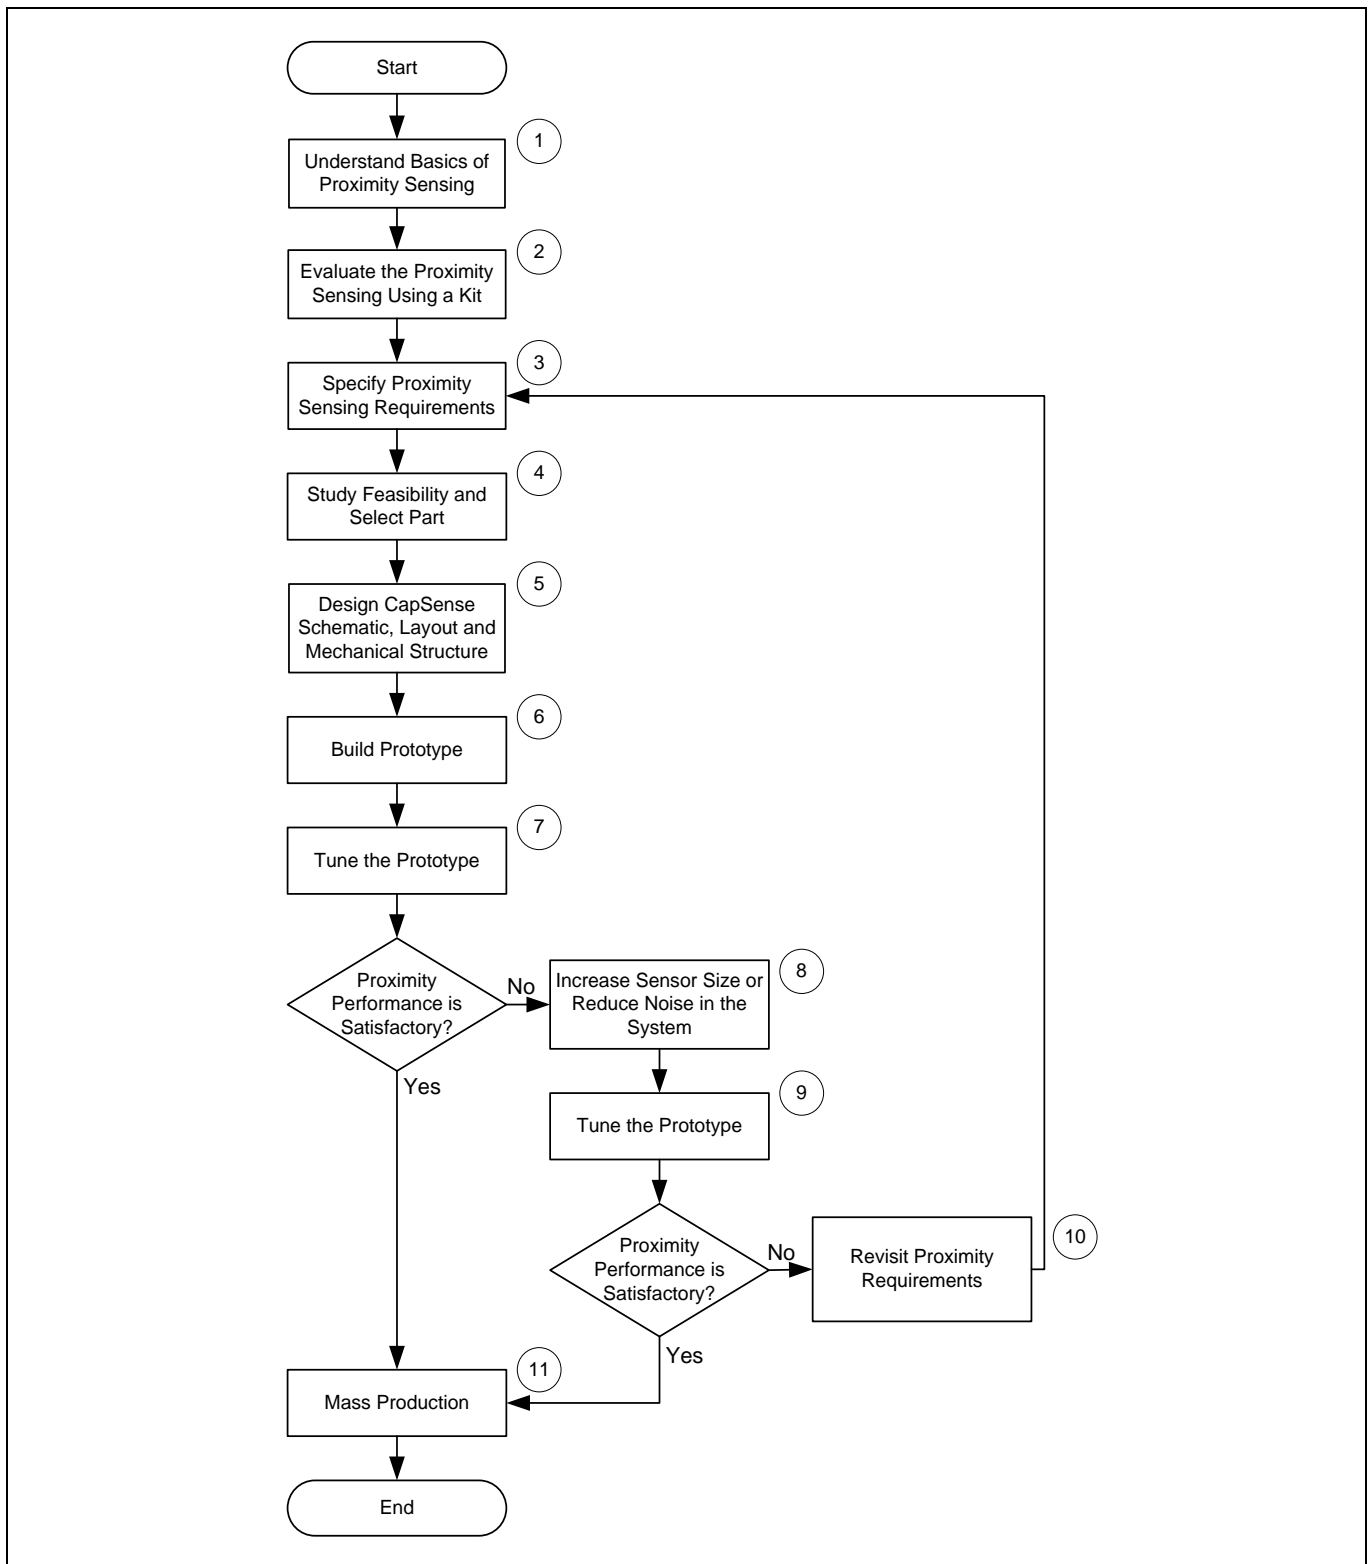 Start
1
Understand Basics of
Proximity Sensing
2
Evaluate the Proximity
Sensing Using a Kit
3
Specify Proximity
Sensing Requirements
4
Study Feasibility and
Select Part
5
Design CapSense
Schematic, Layout and
Mechanical Structure
6
Build Prototype
7
Tune the Prototype
Proximity
Performance is
Satisfactory?
No
Yes
8
Increase Sensor Size or
Reduce Noise in the
System
9
Tune the Prototype
Proximity
Performance is
Satisfactory?
No
Yes
10
Revisit Proximity
Requirements
11
Mass Production
End